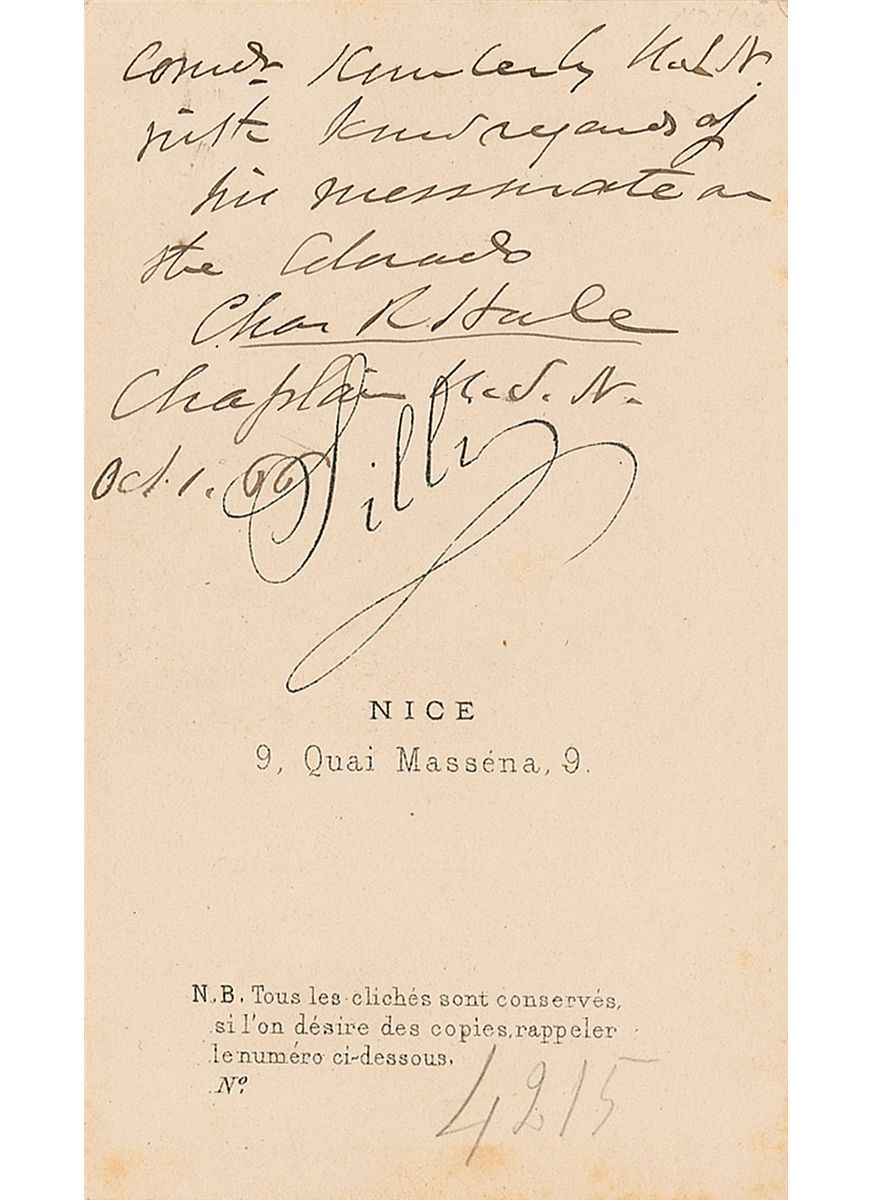 Comdr Kimberly U.S.N.
with kind regards of
his messmate on
the Colorado
Chas R Hale
Chaplain U.S.N.
Oct. 1. 66
Silli
NICE
9, Quai Masséna, 9.
N.B. Tous les clichés sont conservés,
si l'on désire des copies, rappeler
le numéro ci-dessous.
Nº
4215